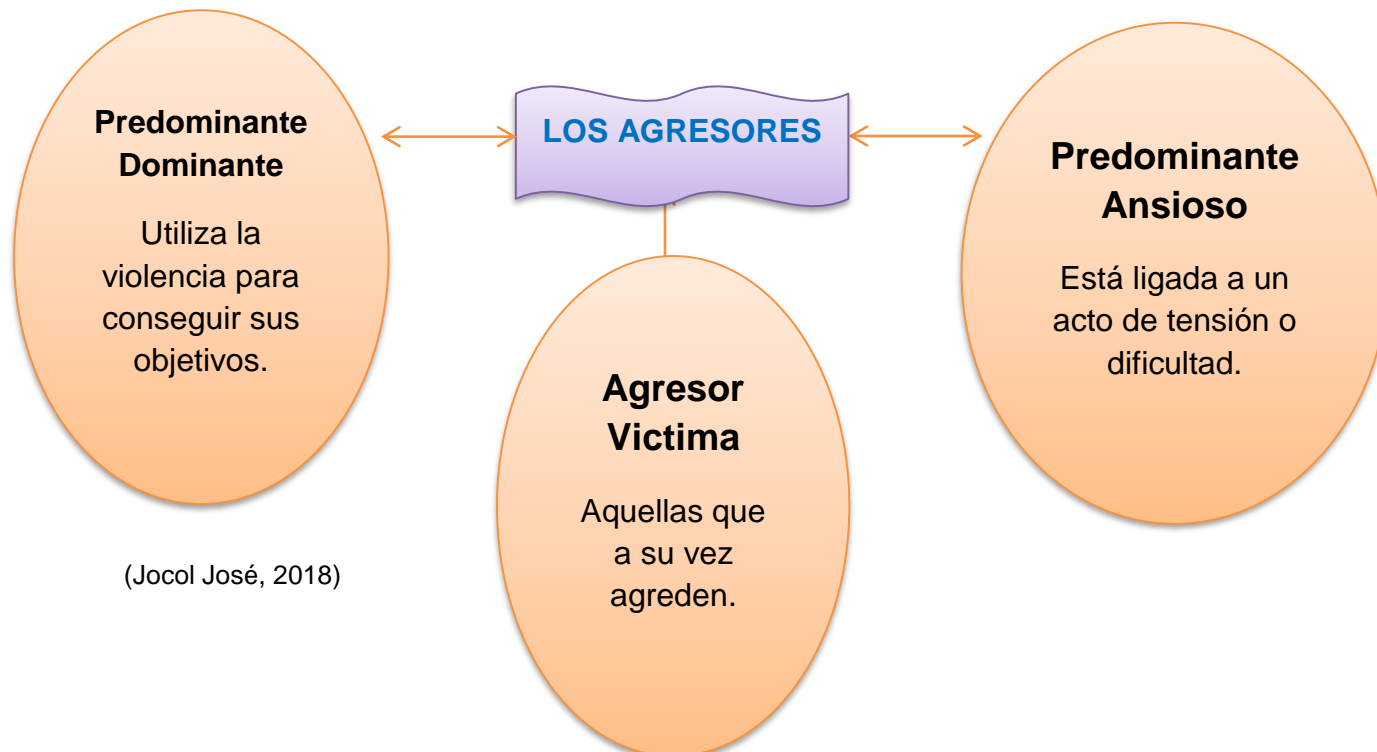 LOS AGRESORES
Predominante
Dominante
Utiliza la
violencia para
conseguir sus
objetivos.
Agresor
Victima
Aquellas que
a su vez
agreden.
Predominante
Ansioso
Está ligada a un
acto de tensión o
dificultad.
(Jocol José, 2018)